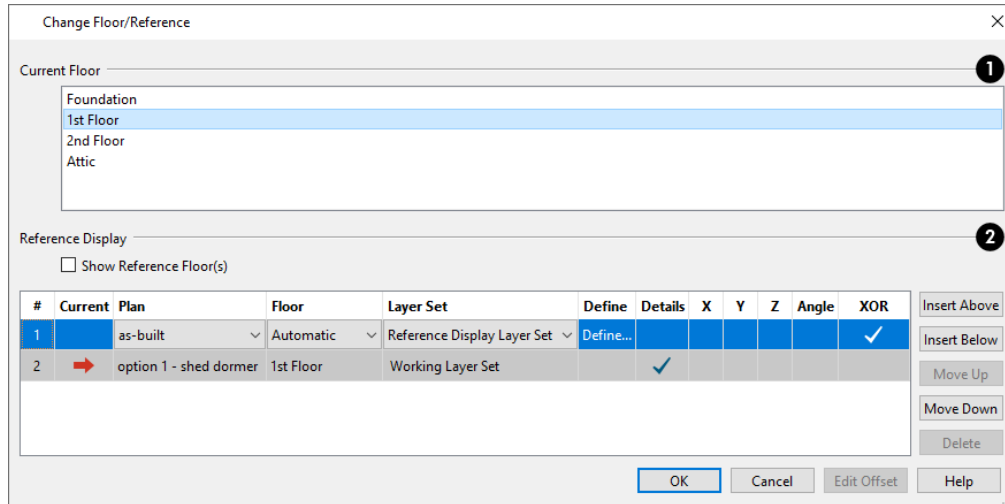 Change Floor/Reference
Current Floor
1
Foundation
1st Floor
2nd Floor
Attic
Reference Display
2
Show Reference Floor(s)
# Current Plan Floor Layer Set Define Details X Y Z Angle XOR
1 as-built Automatic Reference Display Layer Set Define...
2 option 1 - shed dormer 1st Floor Working Layer Set
Insert Above
Insert Below
Move Up
Move Down
Delete
OK Cancel Edit Offset Help